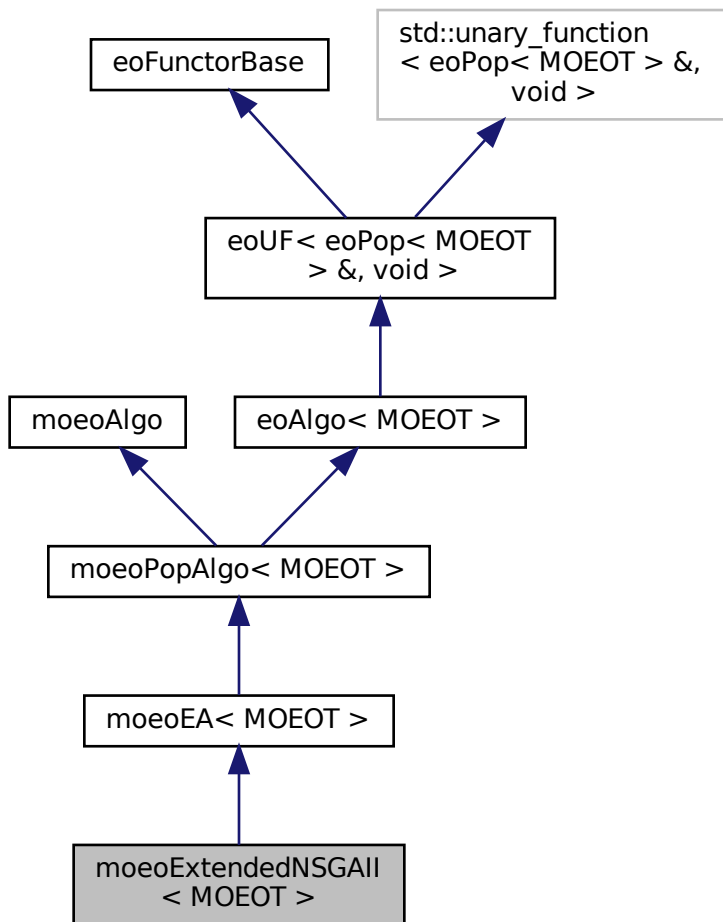 std::unary_function
< eoPop< MOEOT > &,
void >
eoFunctorBase
eoUF< eoPop< MOEOT
> &, void >
moeoAlgo
eoAlgo< MOEOT >
moeoPopAlgo< MOEOT >
moeoEA< MOEOT >
moeoExtendedNSGAII
< MOEOT >